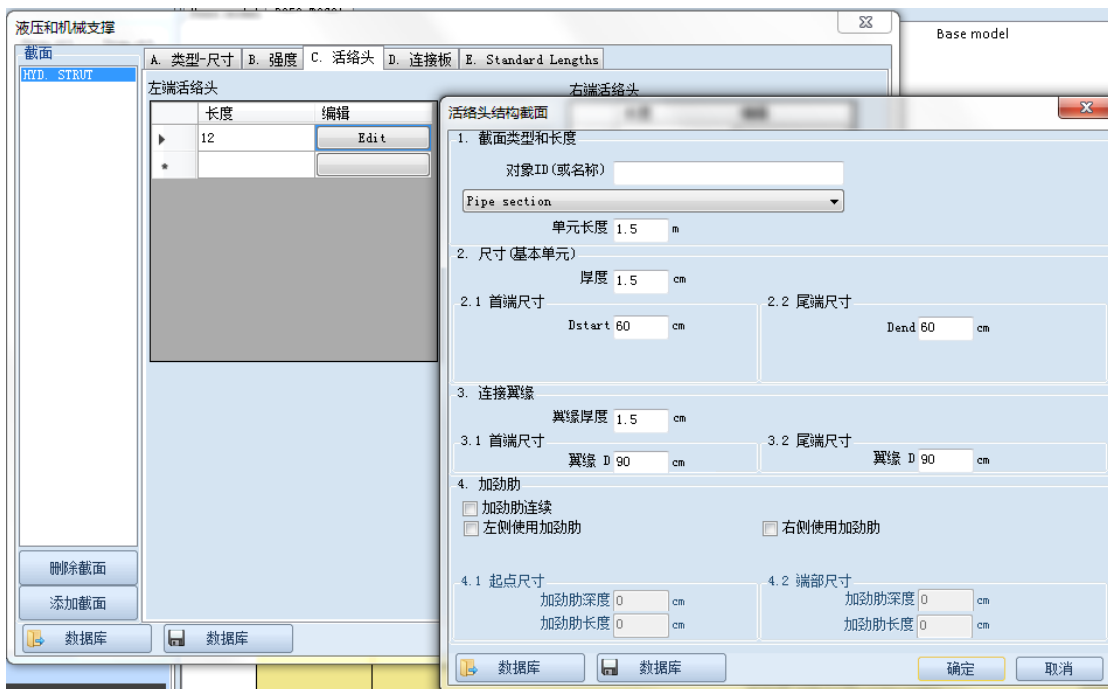 液压和机械支撑
Base model
截面
HYD. STRUT
A. 类型-尺寸
B. 强度
C. 活络头
D. 连接板
E. Standard Lengths
左端活络头
右端活络头
长度 编辑
12 Edit
*
删除截面
添加截面
数据库
数据库
活络头结构截面
1. 截面类型和长度
对象ID(或名称)
Pipe section
单元长度 1.5 m
2. 尺寸(基本单元)
厚度 1.5 cm
2.1 首端尺寸
Dstart 60 cm
2.2 尾端尺寸
Dend 60 cm
3. 连接翼缘
翼缘厚度 1.5 cm
3.1 首端尺寸
翼缘 D 90 cm
3.2 尾端尺寸
翼缘 D 90 cm
4. 加劲肋
加劲肋连续
左侧使用加劲肋
右侧使用加劲肋
4.1 起点尺寸
加劲肋深度 0 cm
加劲肋长度 0 cm
4.2 端部尺寸
加劲肋深度 0 cm
加劲肋长度 0 cm
数据库
数据库
确定
取消